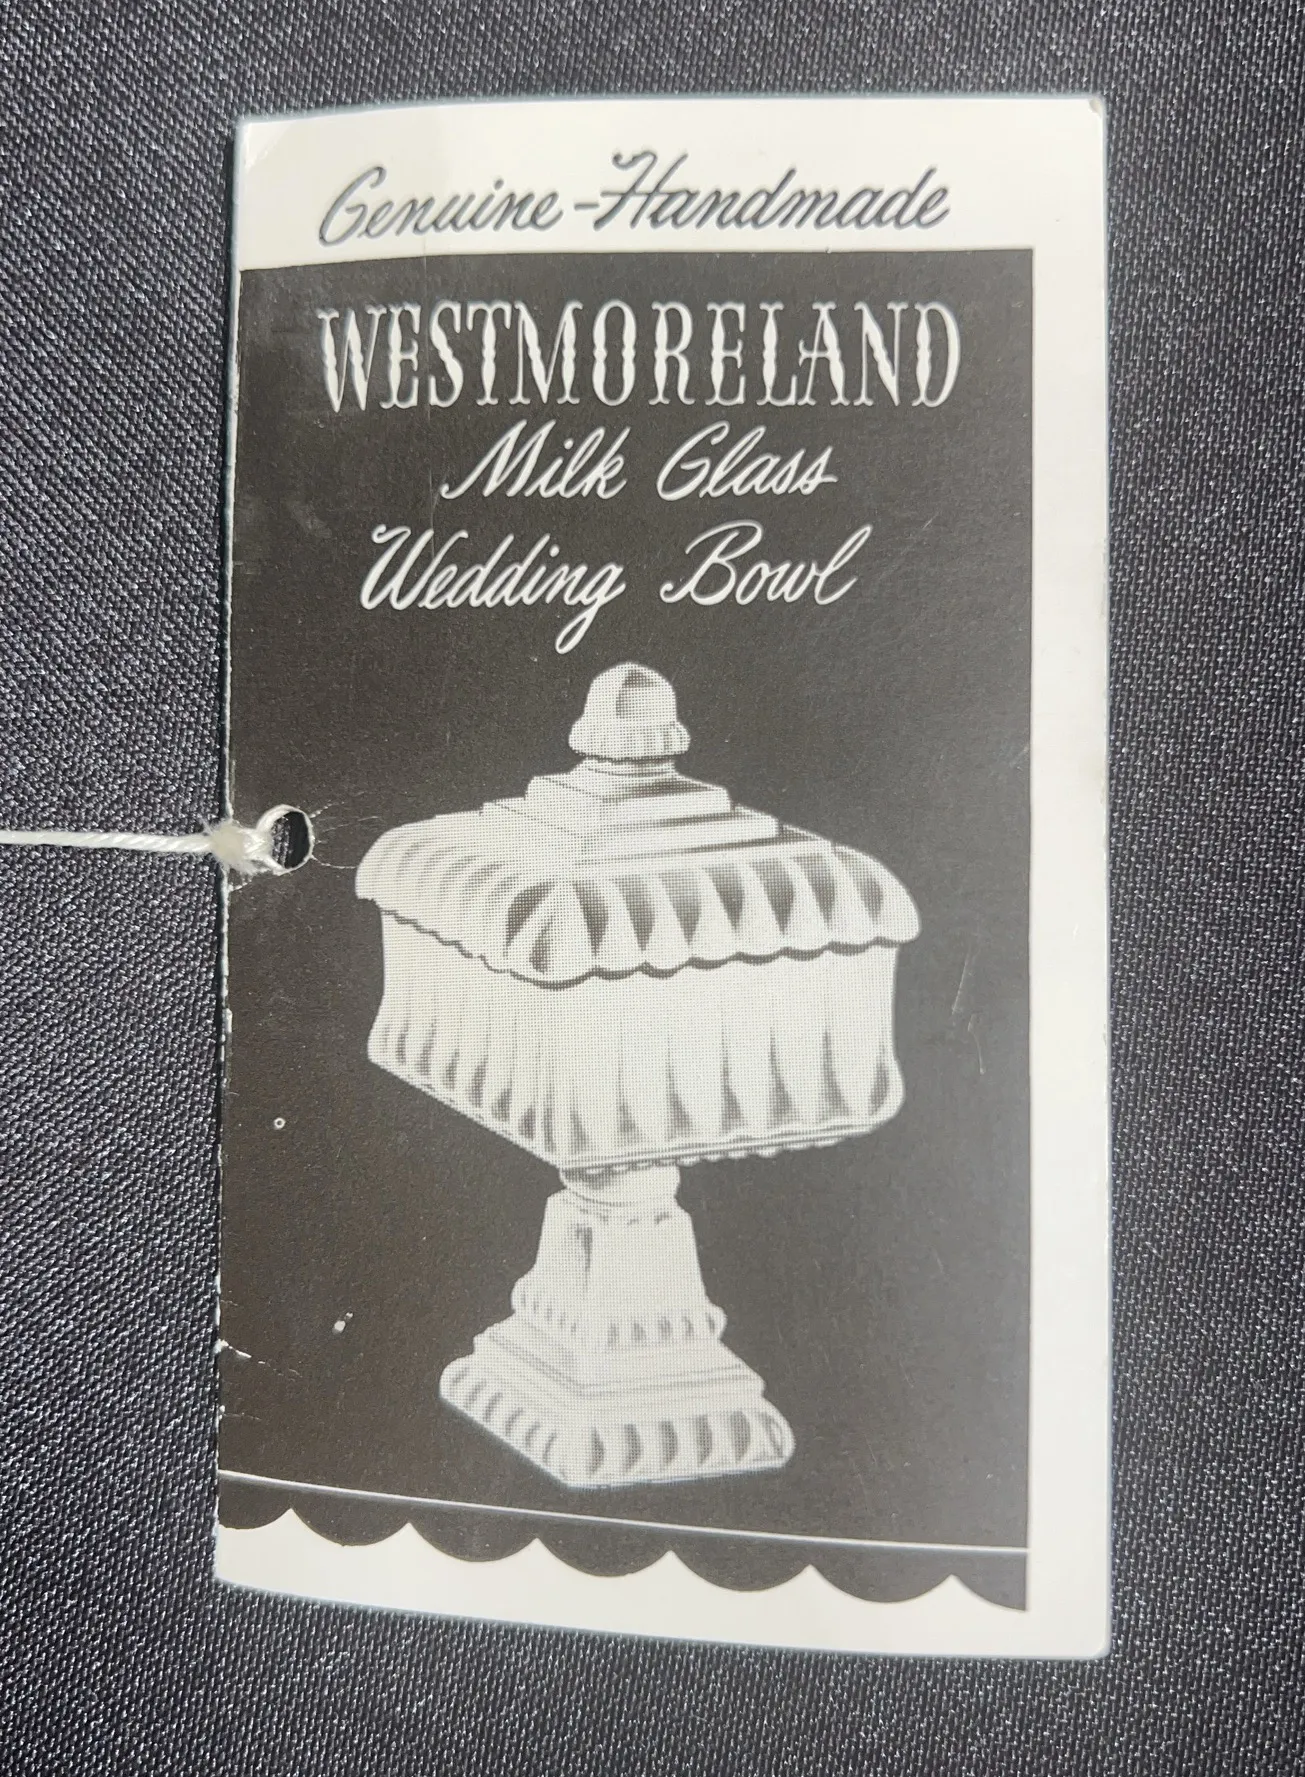 Genuine-Handmade
WESTMORELAND
Milk Glass
Wedding Bowl